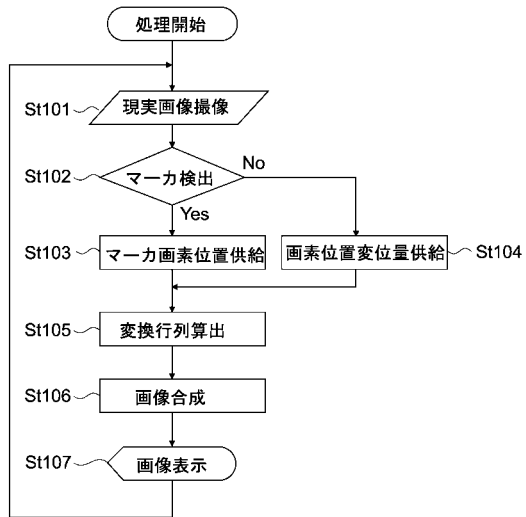 処理開始
St101
現実画像撮像
St102
マーカ検出
No
Yes
St103
マーカ画素位置供給
画素位置変位量供給
St104
St105
変換行列算出
St106
画像合成
St107
画像表示